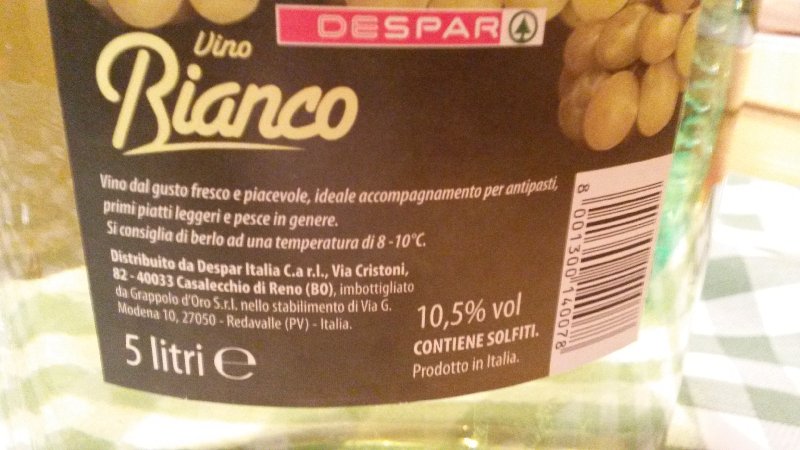 DESPAR
Vino
Bianco
Vino dal gusto fresco e piacevole, ideale accompagnamento per antipasti,
primi piatti leggeri e pesce in genere.
Si consiglia di berlo ad una temperatura di 8 -10°C.
Distribuito da Despar Italia C.a r.l., Via Cristoni,
82 - 40033 Casalecchio di Reno (BO), imbottigliato
da Grappolo d'Oro S.r.l. nello stabilimento di Via G.
Modena 10, 27050 - Redavalle (PV) - Italia.
5 litri ℮
10,5% vol
CONTIENE SOLFITI.
Prodotto in Italia.
8 001300 140078